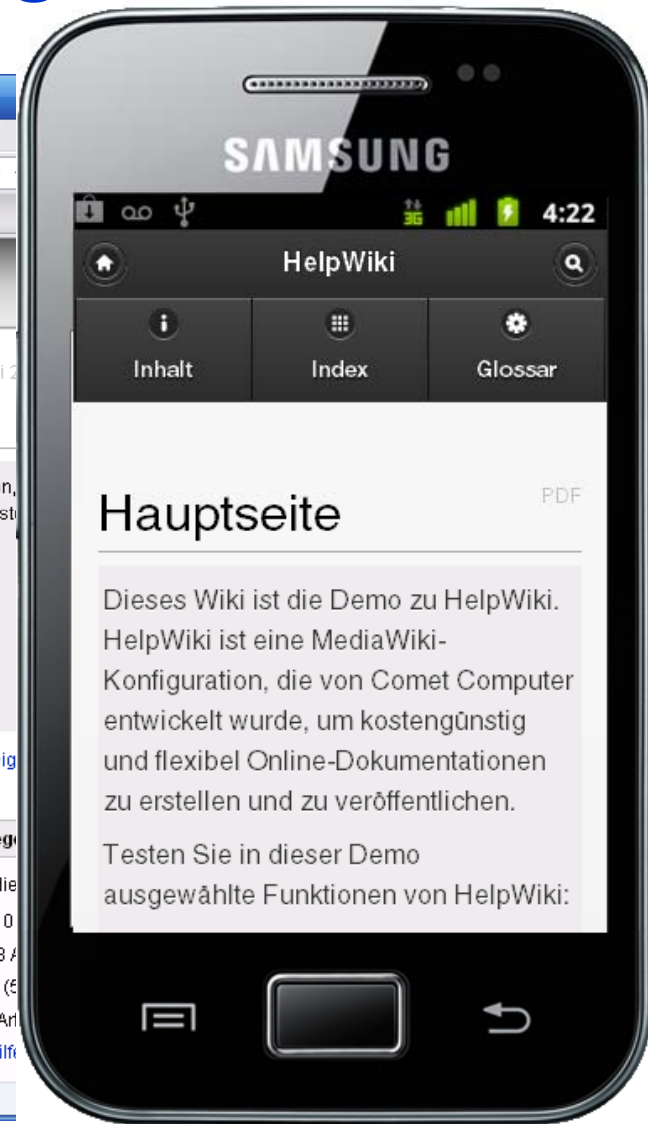 SAMSUNG
3G 4:22
HelpWiki
Inhalt Index Glossar
Hauptseite
PDF
Dieses Wiki ist die Demo zu HelpWiki.
HelpWiki ist eine MediaWiki-
Konfiguration, die von Comet Computer
entwickelt wurde, um kostengünstig
und flexibel Online-Dokumentationen
zu erstellen und zu veröffentlichen.
Testen Sie in dieser Demo
ausgewählte Funktionen von HelpWiki: